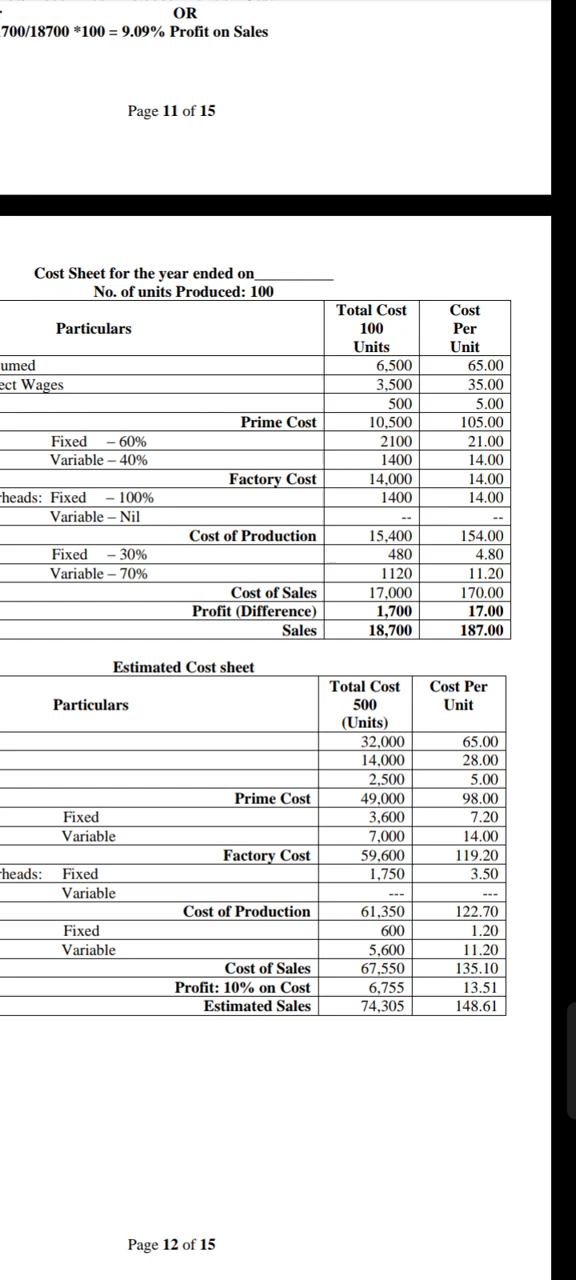 OR
700/18700 *100 = 9.09% Profit on Sales
Page 11 of 15
Cost Sheet for the year ended on__________
No. of units Produced: 100
Particulars Total Cost 100 Units Cost Per Unit
umed 6,500 65.00
ect Wages 3,500 35.00
500 5.00
Prime Cost 10,500 105.00
Fixed – 60% 2100 21.00
Variable – 40% 1400 14.00
Factory Cost 14,000 14.00
rheads: Fixed – 100% 1400 14.00
Variable – Nil -- --
Cost of Production 15,400 154.00
Fixed – 30% 480 4.80
Variable – 70% 1120 11.20
Cost of Sales 17,000 170.00
Profit (Difference) 1,700 17.00
Sales 18,700 187.00
Estimated Cost sheet
Particulars Total Cost 500 (Units) Cost Per Unit
32,000 65.00
14,000 28.00
2,500 5.00
Prime Cost 49,000 98.00
Fixed 3,600 7.20
Variable 7,000 14.00
Factory Cost 59,600 119.20
rheads: Fixed 1,750 3.50
Variable --- ---
Cost of Production 61,350 122.70
Fixed 600 1.20
Variable 5,600 11.20
Cost of Sales 67,550 135.10
Profit: 10% on Cost 6,755 13.51
Estimated Sales 74,305 148.61
Page 12 of 15